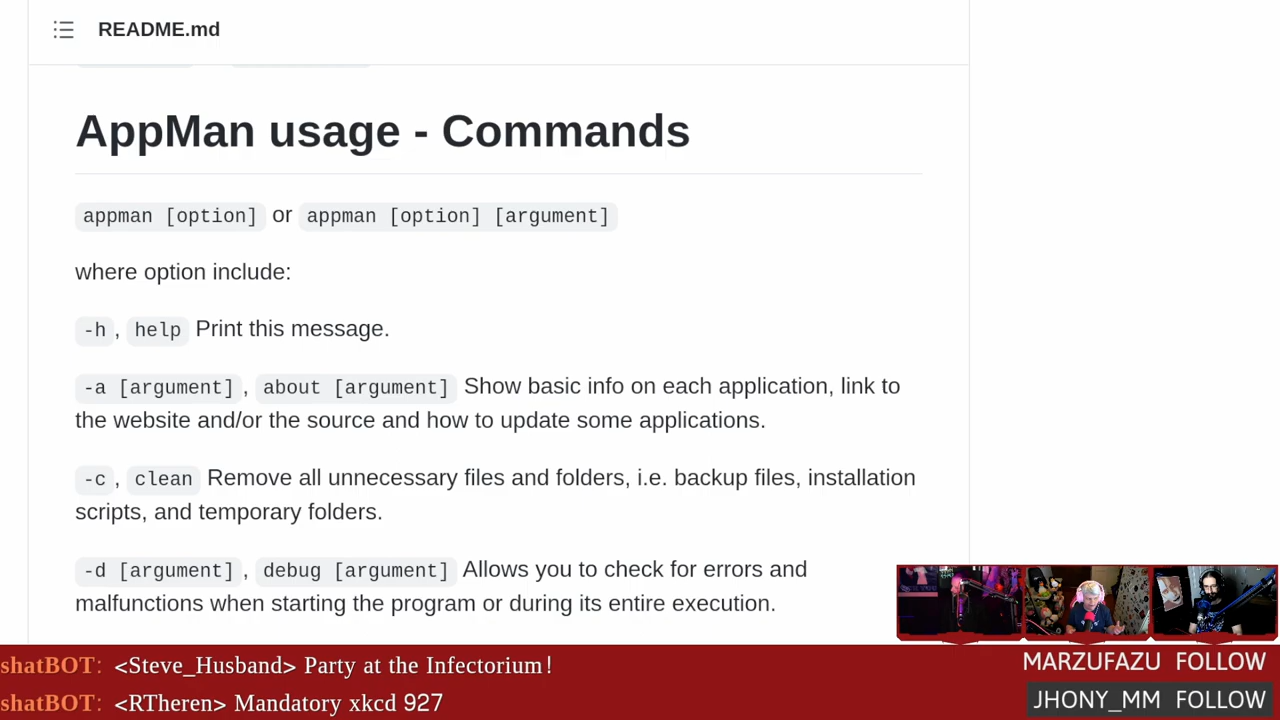 README.md
AppMan usage - Commands
appman [option] or appman [option] [argument]
where option include:
-h, help Print this message.
-a [argument], about [argument] Show basic info on each application, link to
the website and/or the source and how to update some applications.
-c, clean Remove all unnecessary files and folders, i.e. backup files, installation
scripts, and temporary folders.
-d [argument], debug [argument] Allows you to check for errors and
malfunctions when starting the program or during its entire execution.
shatBOT: <Steve_Husband> Party at the Infectorium!
shatBOT: <RTheren> Mandatory xkcd 927
MARZUFAZU FOLLOW
JHONY_MM FOLLOW